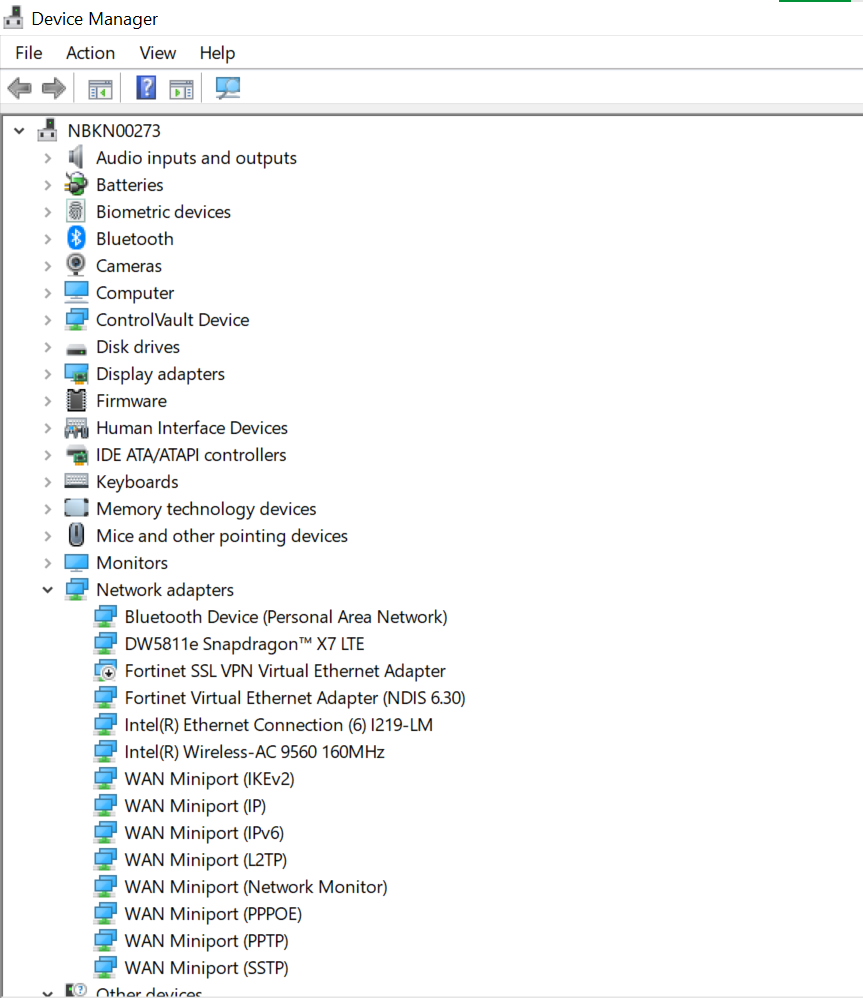 Device Manager
File Action View Help
NBKN00273
Audio inputs and outputs
Batteries
Biometric devices
Bluetooth
Cameras
Computer
ControlVault Device
Disk drives
Display adapters
Firmware
Human Interface Devices
IDE ATA/ATAPI controllers
Keyboards
Memory technology devices
Mice and other pointing devices
Monitors
Network adapters
Bluetooth Device (Personal Area Network)
DW5811e Snapdragon™ X7 LTE
Fortinet SSL VPN Virtual Ethernet Adapter
Fortinet Virtual Ethernet Adapter (NDIS 6.30)
Intel(R) Ethernet Connection (6) I219-LM
Intel(R) Wireless-AC 9560 160MHz
WAN Miniport (IKEv2)
WAN Miniport (IP)
WAN Miniport (IPv6)
WAN Miniport (L2TP)
WAN Miniport (Network Monitor)
WAN Miniport (PPPOE)
WAN Miniport (PPTP)
WAN Miniport (SSTP)
Other devices